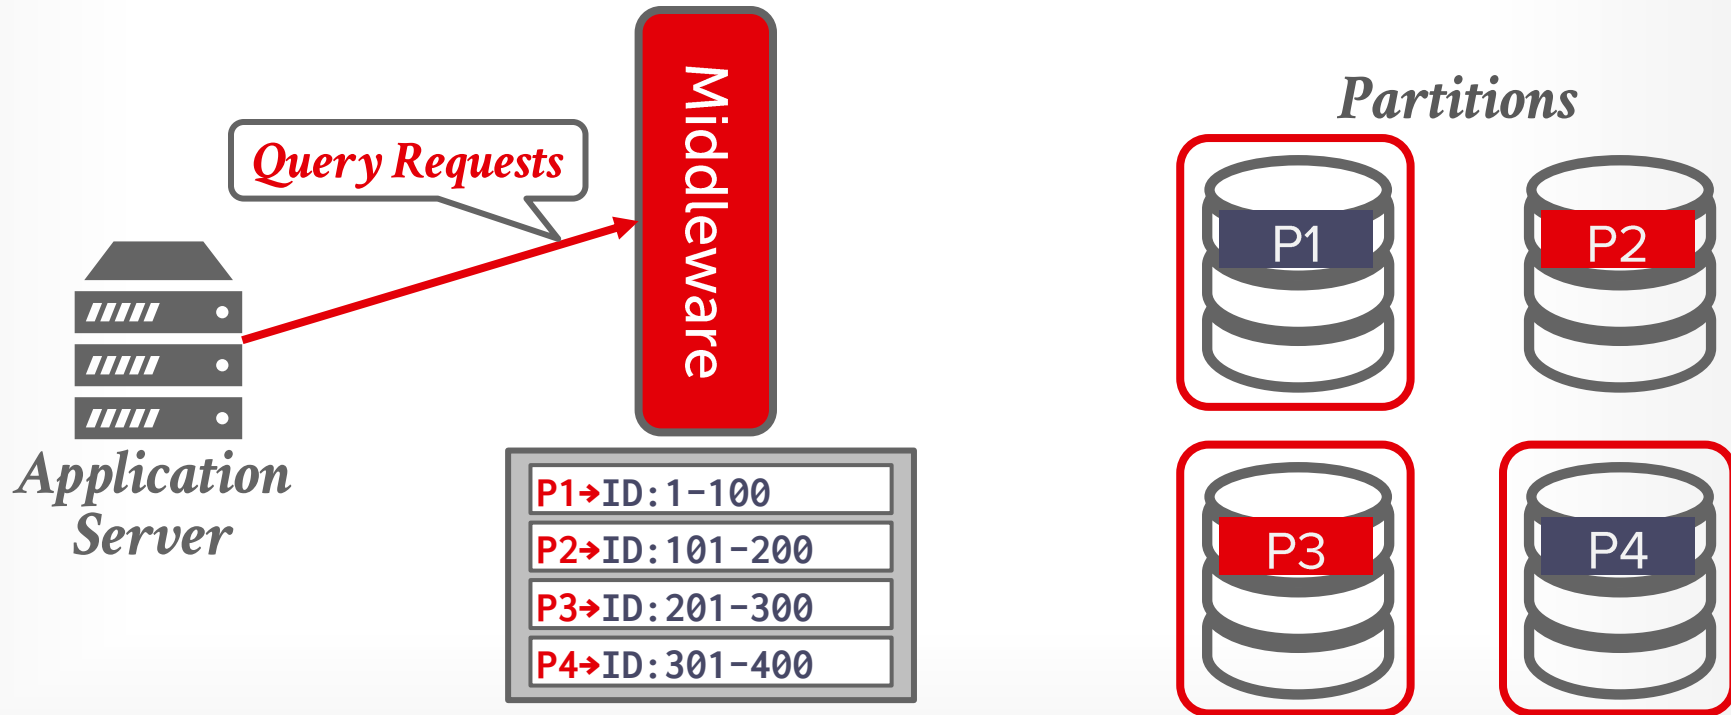 Query Requests
Middleware
Application
Server
P1→ID:1-100
P2→ID:101-200
P3→ID:201-300
P4→ID:301-400
Partitions
P1
P2
P3
P4